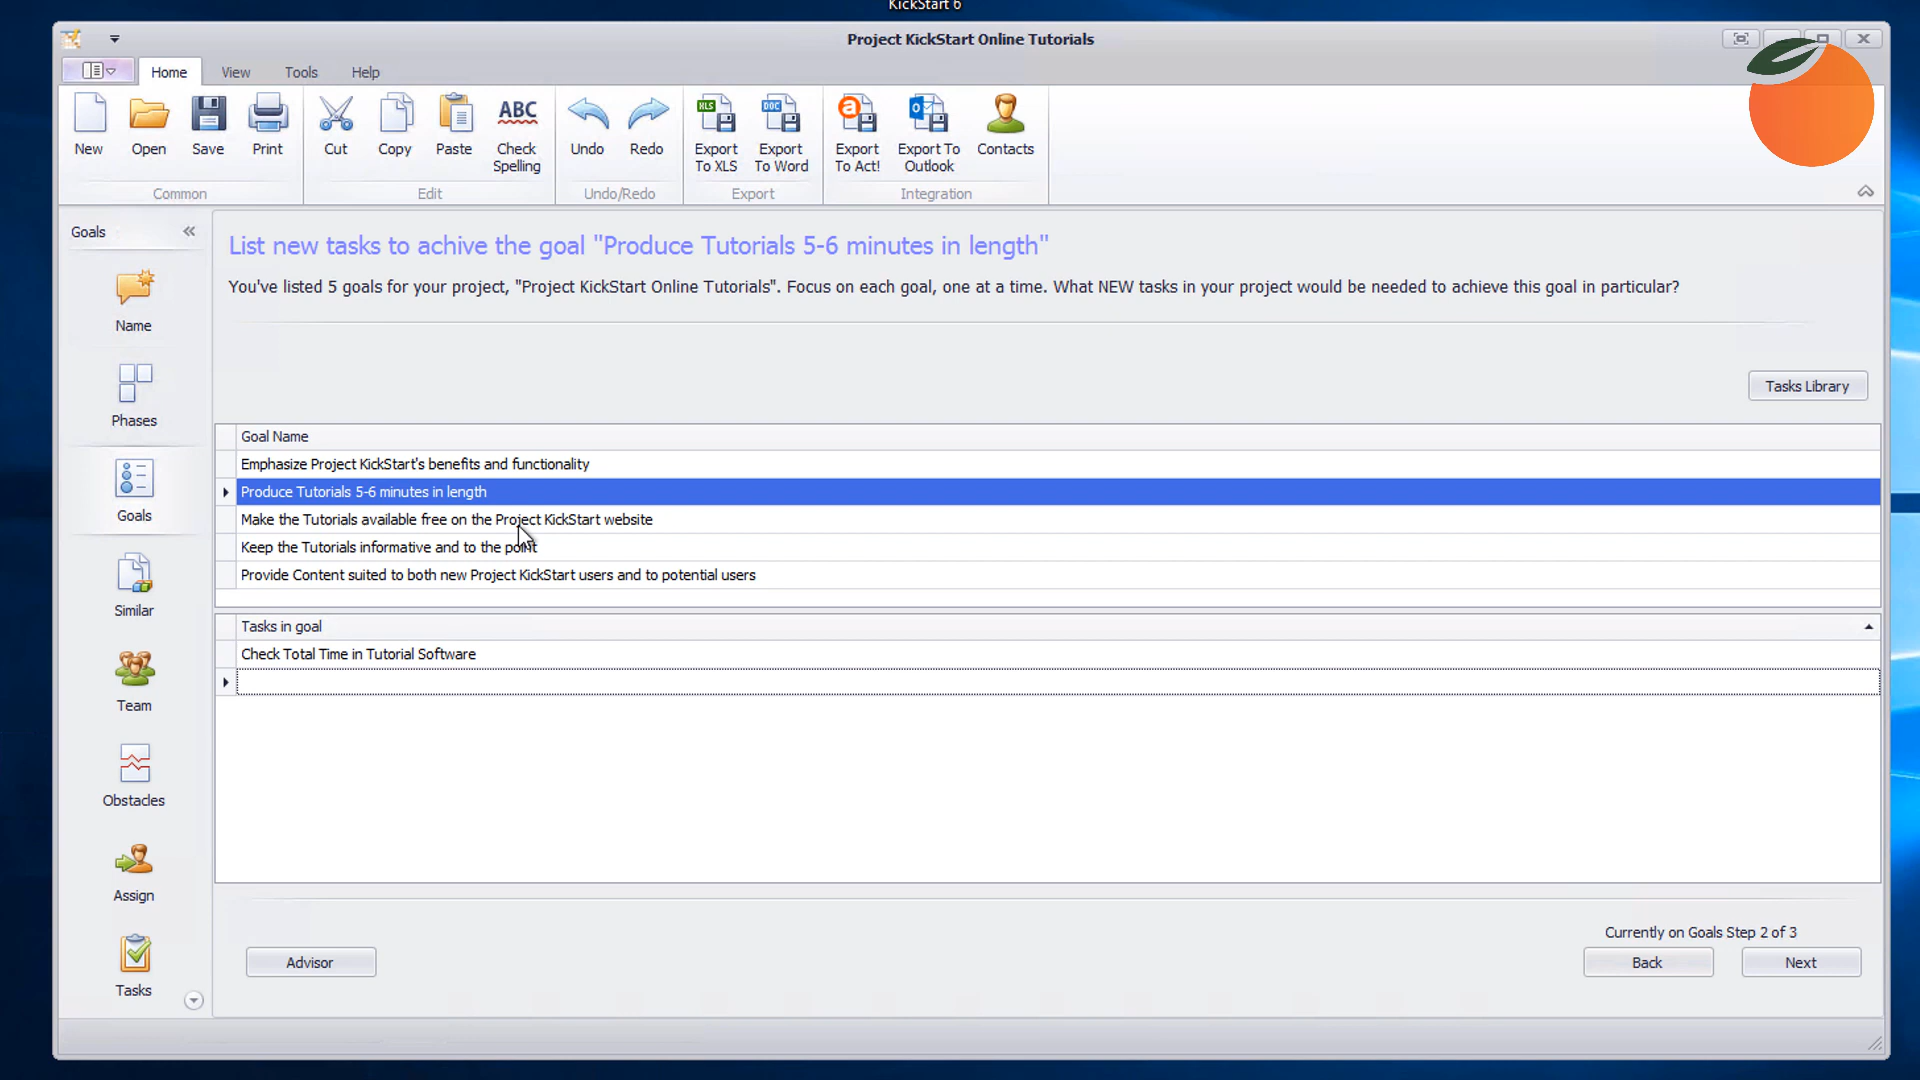 KickStart 6
Project KickStart Online Tutorials
Home View Tools Help
New Open Save Print Cut Copy Paste ABC Check Spelling Undo Redo XLS Export To XLS DOC Export To Word a Export To Act! Export To Outlook Contacts
Common Edit Undo/Redo Export Integration
Goals
Name
Phases
Goals
Similar
Team
Obstacles
Assign
Tasks
List new tasks to achive the goal "Produce Tutorials 5-6 minutes in length"
You've listed 5 goals for your project, "Project KickStart Online Tutorials". Focus on each goal, one at a time. What NEW tasks in your project would be needed to achieve this goal in particular?
Tasks Library
Goal Name
Emphasize Project KickStart's benefits and functionality
Produce Tutorials 5-6 minutes in length
Make the Tutorials available free on the Project KickStart website
Keep the Tutorials informative and to the point
Provide Content suited to both new Project KickStart users and to potential users
Tasks in goal
Check Total Time in Tutorial Software
Currently on Goals Step 2 of 3
Advisor Back Next